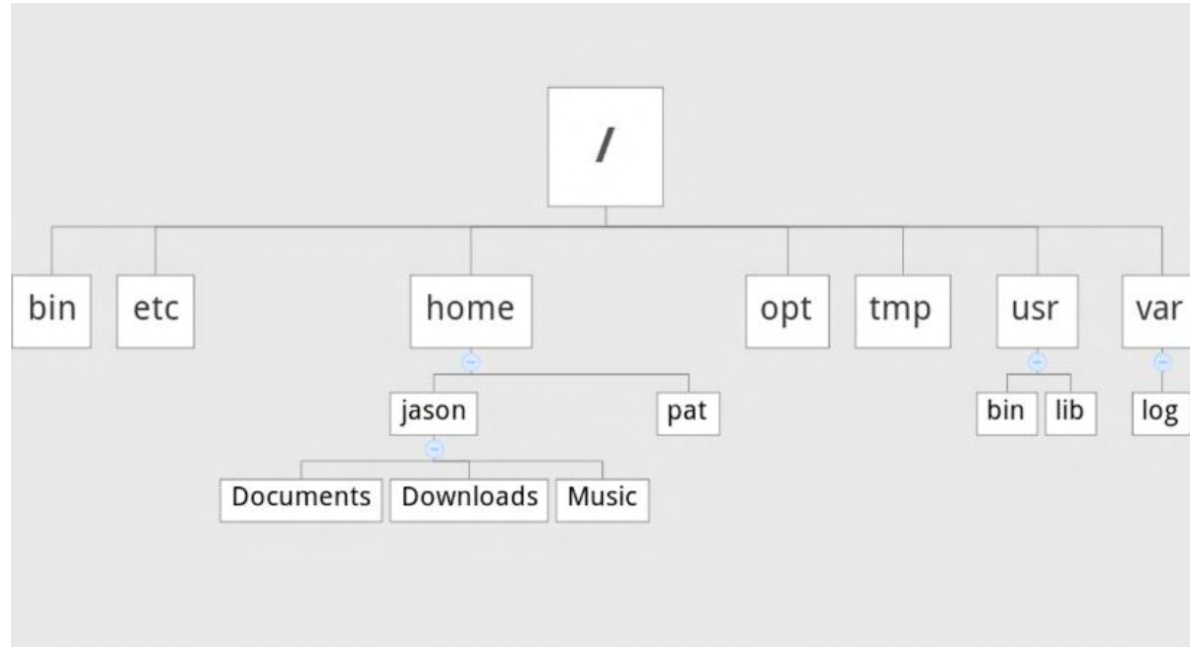 /
bin etc home opt tmp usr var
jason pat bin lib log
Documents Downloads Music